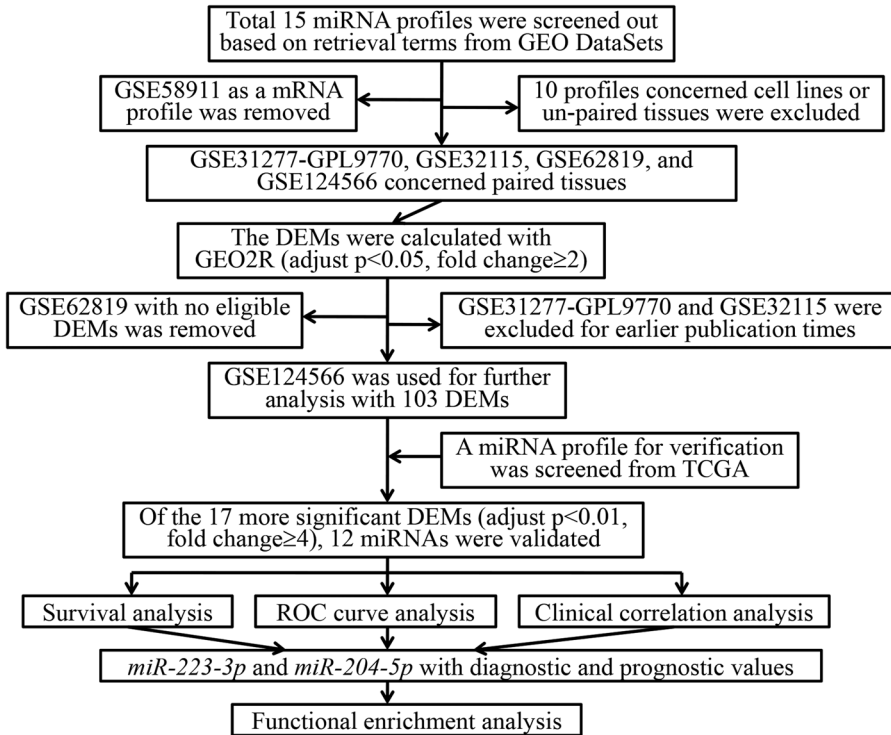 Total 15 miRNA profiles were screened out
based on retrieval terms from GEO DataSets
GSE58911 as a mRNA
profile was removed
10 profiles concerned cell lines or
un-paired tissues were excluded
GSE31277-GPL9770, GSE32115, GSE62819, and
GSE124566 concerned paired tissues
The DEMs were calculated with
GEO2R (adjust p<0.05, fold change≥2)
GSE62819 with no eligible
DEMs was removed
GSE31277-GPL9770 and GSE32115 were
excluded for earlier publication times
GSE124566 was used for further
analysis with 103 DEMs
A miRNA profile for verification
was screened from TCGA
Of the 17 more significant DEMs (adjust p<0.01,
fold change≥4), 12 miRNAs were validated
Survival analysis
ROC curve analysis
Clinical correlation analysis
miR-223-3p and miR-204-5p with diagnostic and prognostic values
Functional enrichment analysis